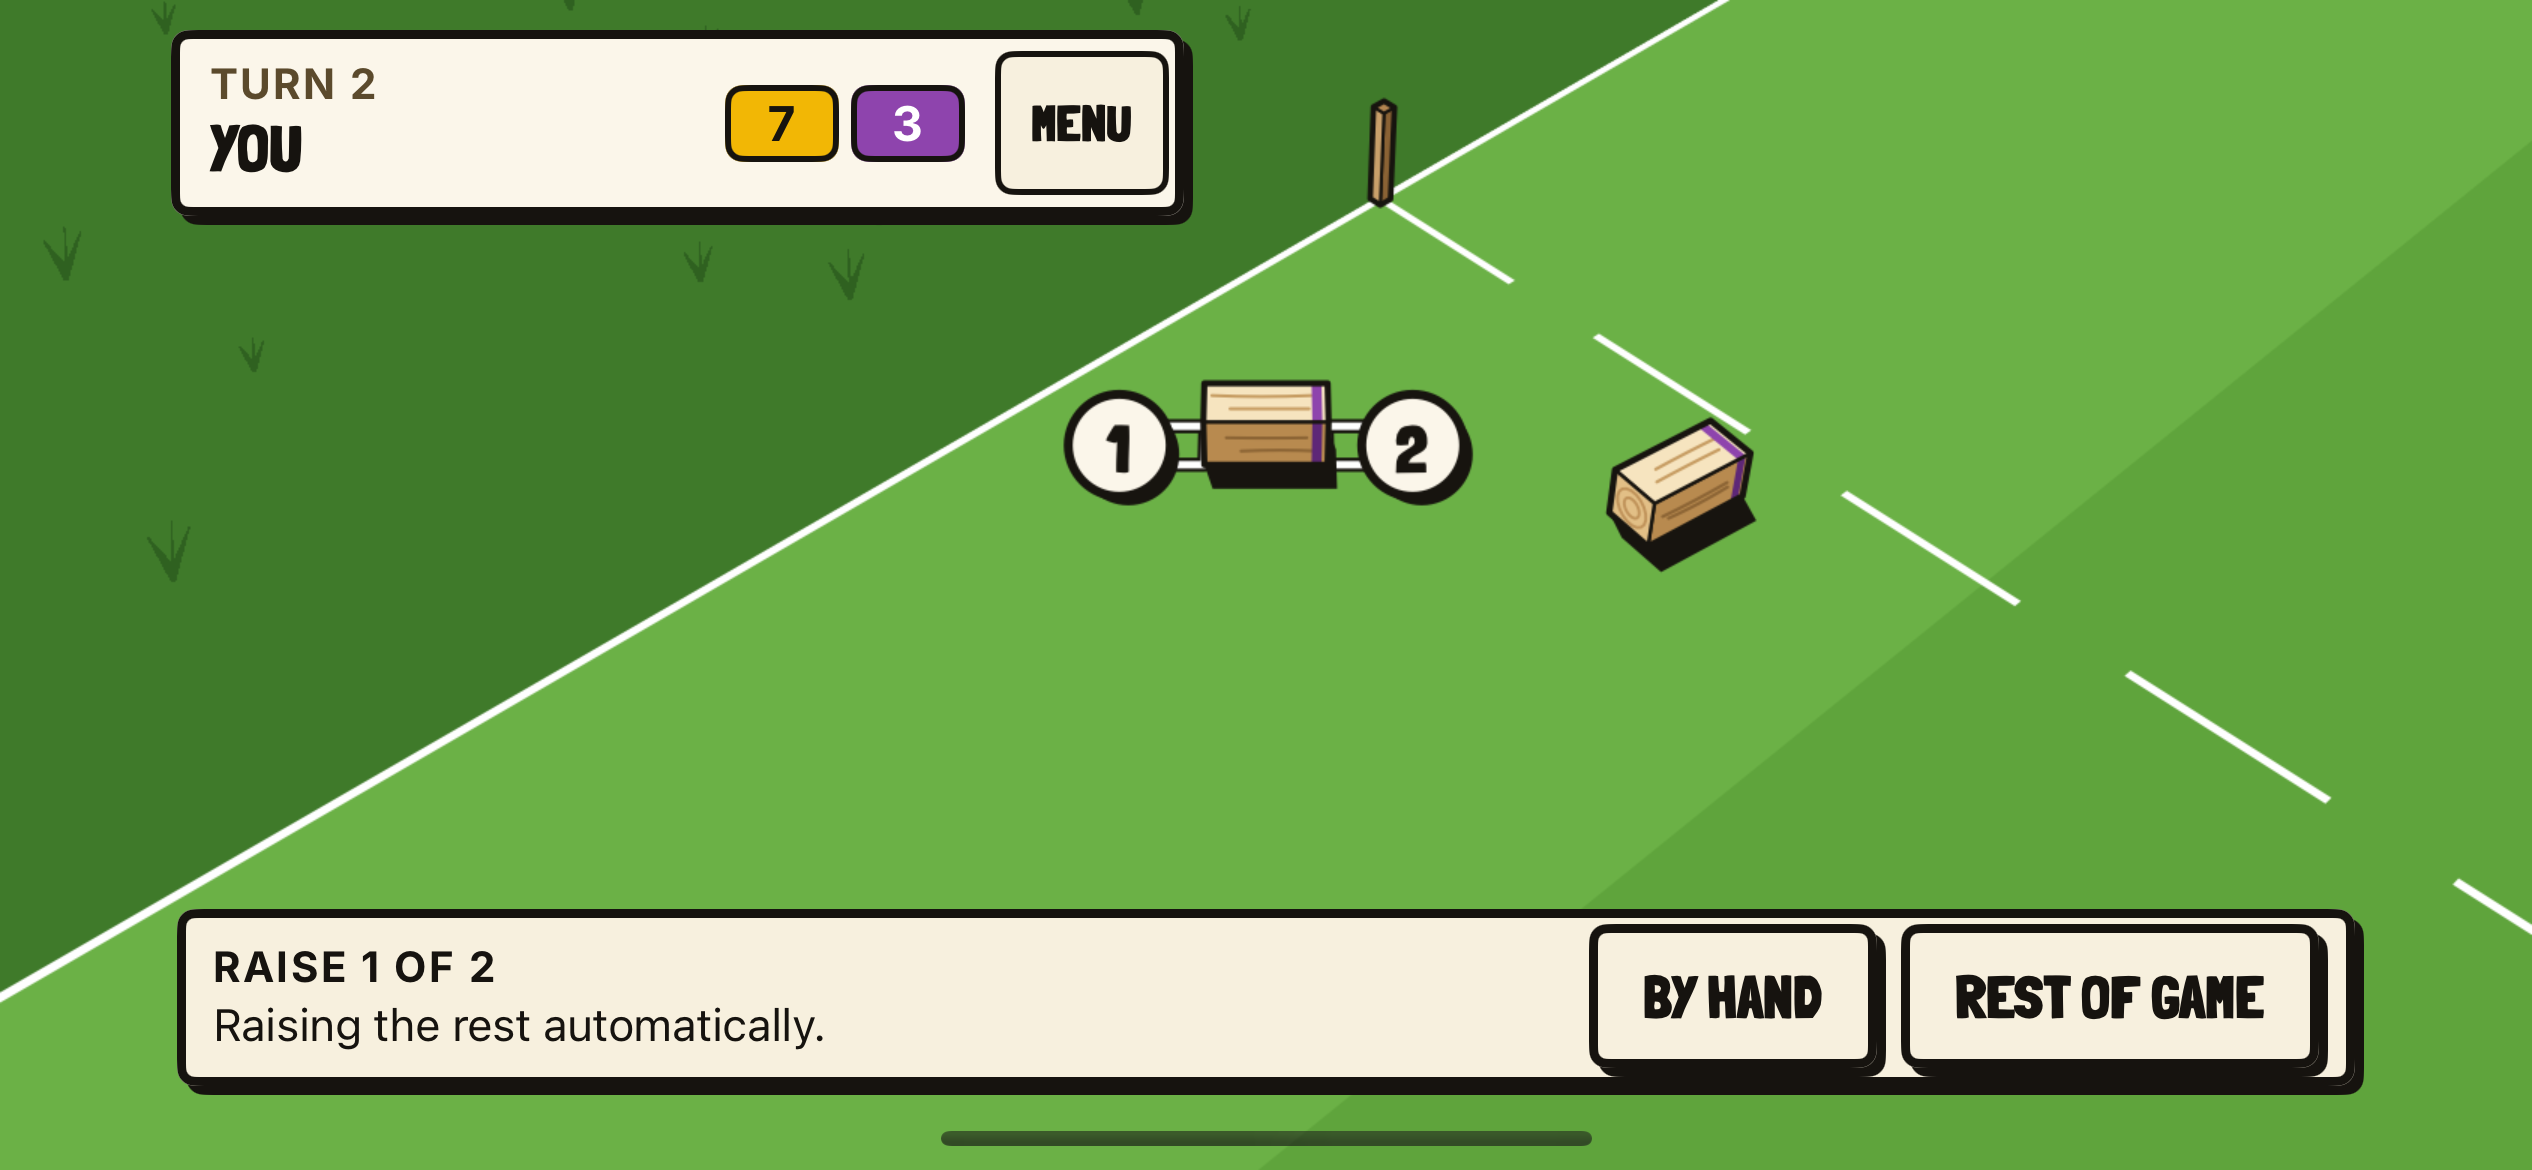 TURN 2
YOU
7
3
MENU
1
2
RAISE 1 OF 2
Raising the rest automatically.
BY HAND
REST OF GAME